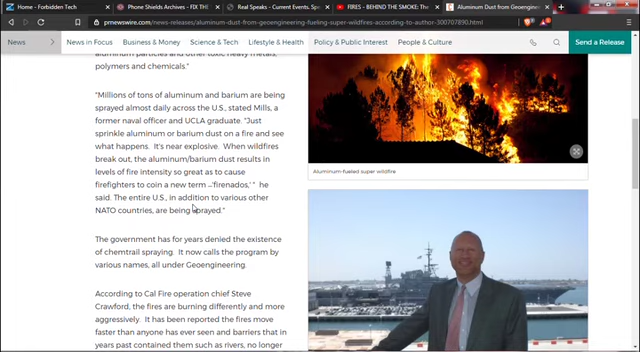 Home - Forbidden Tech
Phone Shields Archives - FIX THE
Real Speaks - Current Events, Sp
FIRES - BEHIND THE SMOKE: The
Aluminum Dust from Geoengine
prnewswire.com/news-releases/aluminum-dust-from-geoengineering-fueling-super-wildfires-according-to-author-300707890.html
News
News in Focus
Business & Money
Science & Tech
Lifestyle & Health
Policy & Public Interest
People & Culture
Send a Release
aluminum particles and other toxic heavy metals,
polymers and chemicals."
"Millions of tons of aluminum and barium are being
sprayed almost daily across the U.S., stated Mills, a
former naval officer and UCLA graduate. "Just
sprinkle aluminum or barium dust on a fire and see
what happens. It's near explosive. When wildfires
break out, the aluminum/barium dust results in
levels of fire intensity so great as to cause
firefighters to coin a new term –'firenados,' " he
said. The entire U.S., in addition to various other
NATO countries, are being sprayed."
The government has for years denied the existence
of chemtrail spraying. It now calls the program by
various names, all under Geoengineering.
According to Cal Fire operation chief Steve
Crawford, the fires are burning differently and more
aggressively. It has been reported the fires move
faster than anyone has ever seen and barriers that in
years past contained them such as rivers, no longer
Aluminum-fueled super wildfire